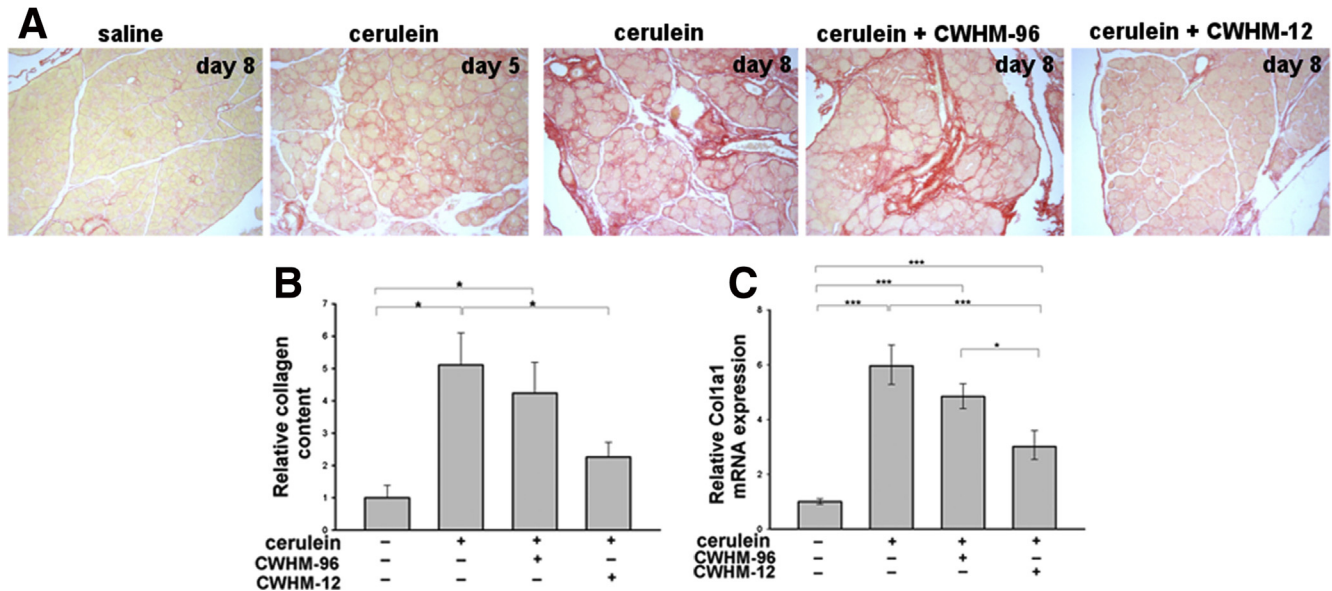 A
saline
cerulein
cerulein
cerulein + CWHM-96
cerulein + CWHM-12
day 8
day 5
day 8
day 8
day 8
B
Relative collagen
content
7
6
5
4
3
2
1
0
*
*
*
cerulein – + + +
CWHM-96 – – + –
CWHM-12 – – – +
C
Relative Col1a1
mRNA expression
8
6
4
2
0
***
***
***
***
*
cerulein – + + +
CWHM-96 – – + –
CWHM-12 – – – +